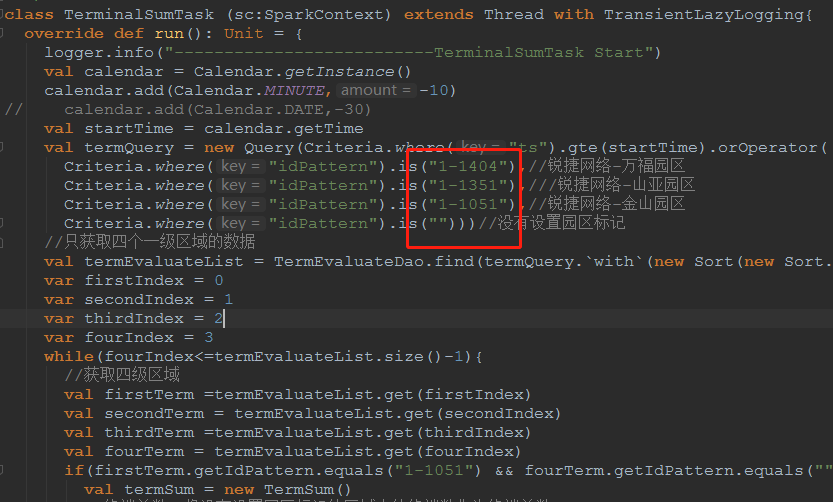 class TerminalSumTask (sc:SparkContext) extends Thread with TransientLazyLogging{
override def run(): Unit = {
logger.info("---------------------------TerminalSumTask Start")
val calendar = Calendar.getInstance()
calendar.add(Calendar.MINUTE, amount = -10)
// calendar.add(Calendar.DATE,-30)
val startTime = calendar.getTime
val termQuery = new Query(Criteria.where( key = "ts").gte(startTime).orOperator(
Criteria.where( key = "idPattern").is("1-1404"),//锐捷网络-万福园区
Criteria.where( key = "idPattern").is("1-1351"),///锐捷网络-山亚园区
Criteria.where( key = "idPattern").is("1-1051"),//锐捷网络-金山园区
Criteria.where( key = "idPattern").is("")))//没有设置园区标记
//只获取四个一级区域的数据
val termEvaluateList = TermEvaluateDao.find(termQuery.`with`(new Sort(new Sort.
var firstIndex = 0
var secondIndex = 1
var thirdIndex = 2
var fourIndex = 3
while(fourIndex<=termEvaluateList.size()-1){
//获取四级区域
val firstTerm =termEvaluateList.get(firstIndex)
val secondTerm = termEvaluateList.get(secondIndex)
val thirdTerm =termEvaluateList.get(thirdIndex)
val fourTerm = termEvaluateList.get(fourIndex)
if(firstTerm.getIdPattern.equals("1-1051") && fourTerm.getIdPattern.equals(""
val termSum = new TermSum()